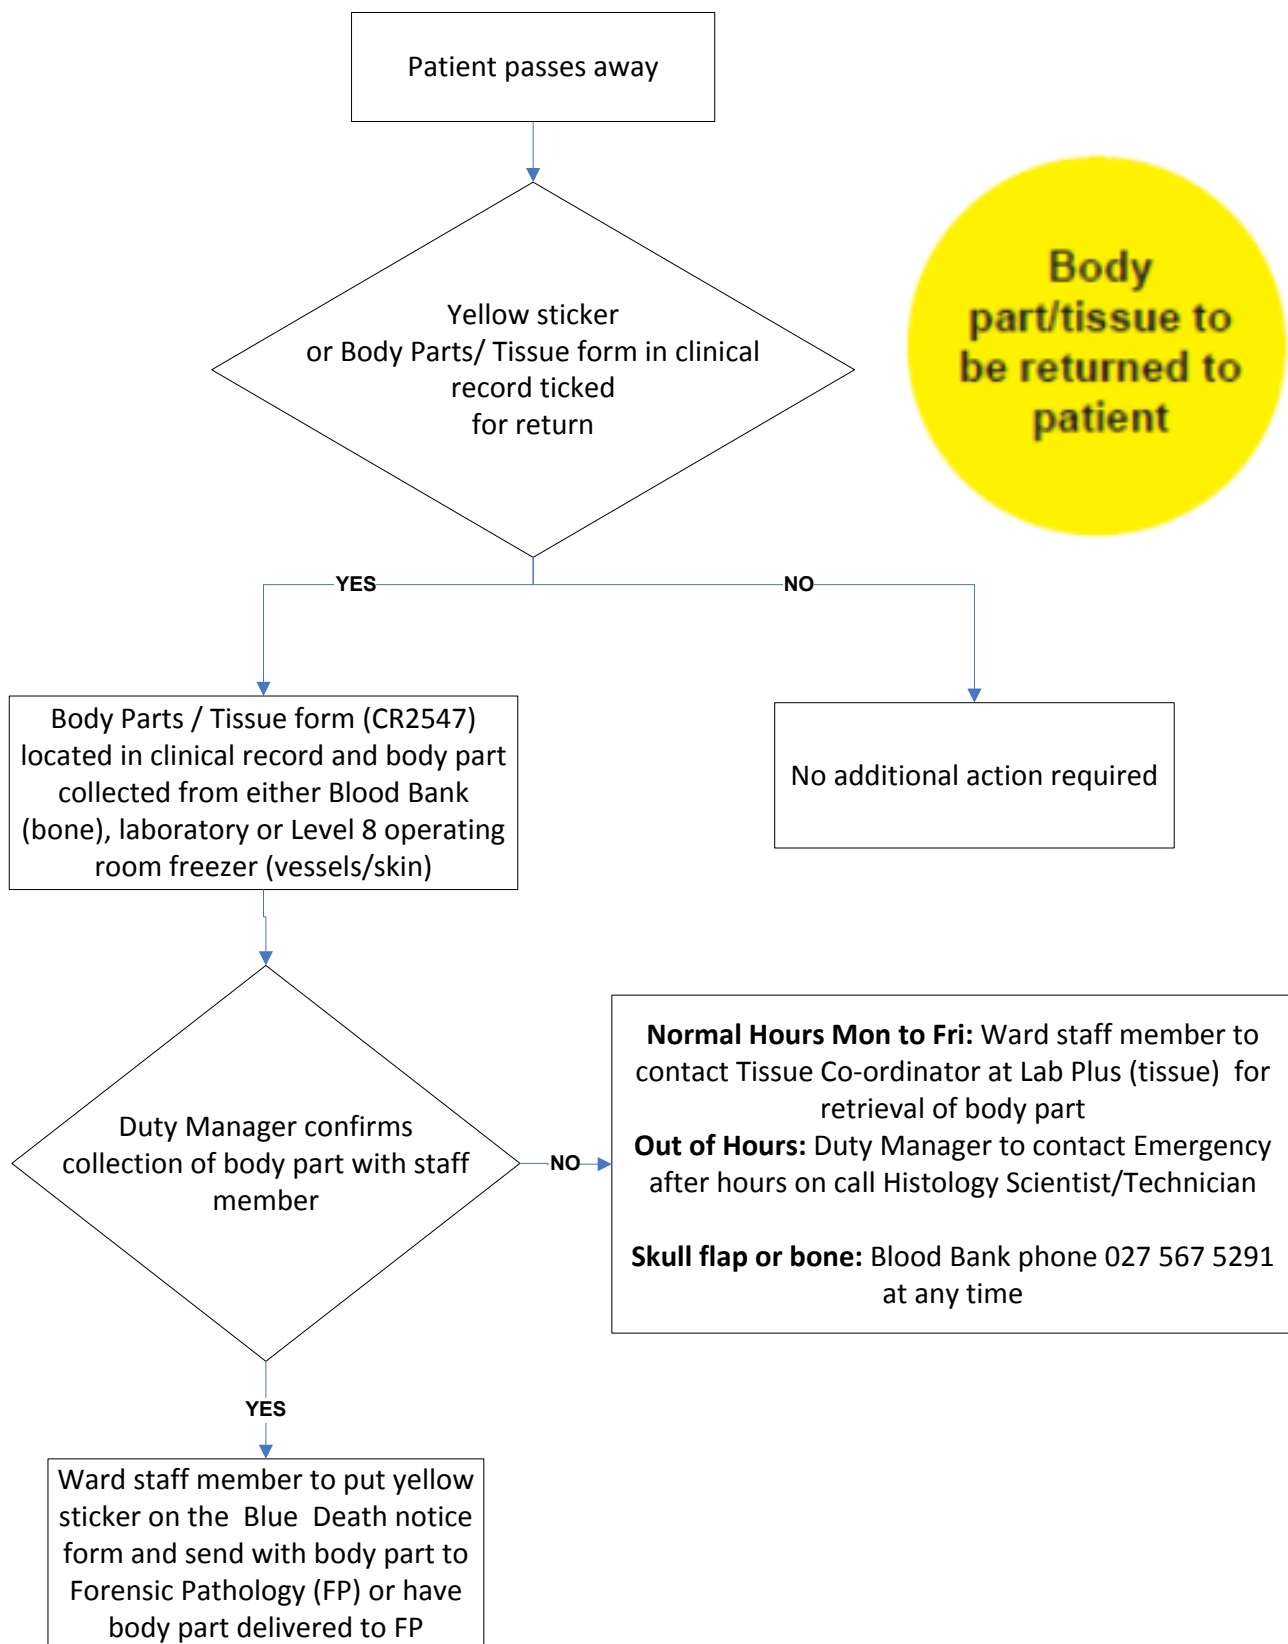 Patient passes away
Body
part/tissue to
be returned to
patient
Yellow sticker
or Body Parts/ Tissue form in clinical
record ticked
for return
YES
NO
Body Parts / Tissue form (CR2547)
located in clinical record and body part
collected from either Blood Bank
(bone), laboratory or Level 8 operating
room freezer (vessels/skin)
No additional action required
Duty Manager confirms
collection of body part with staff
member
NO
Normal Hours Mon to Fri: Ward staff member to
contact Tissue Co-ordinator at Lab Plus (tissue)  for
retrieval of body part
Out of Hours: Duty Manager to contact Emergency
after hours on call Histology Scientist/Technician
Skull flap or bone: Blood Bank phone 027 567 5291
at any time
YES
Ward staff member to put yellow
sticker on the  Blue  Death notice
form and send with body part to
Forensic Pathology (FP) or have
body part delivered to FP